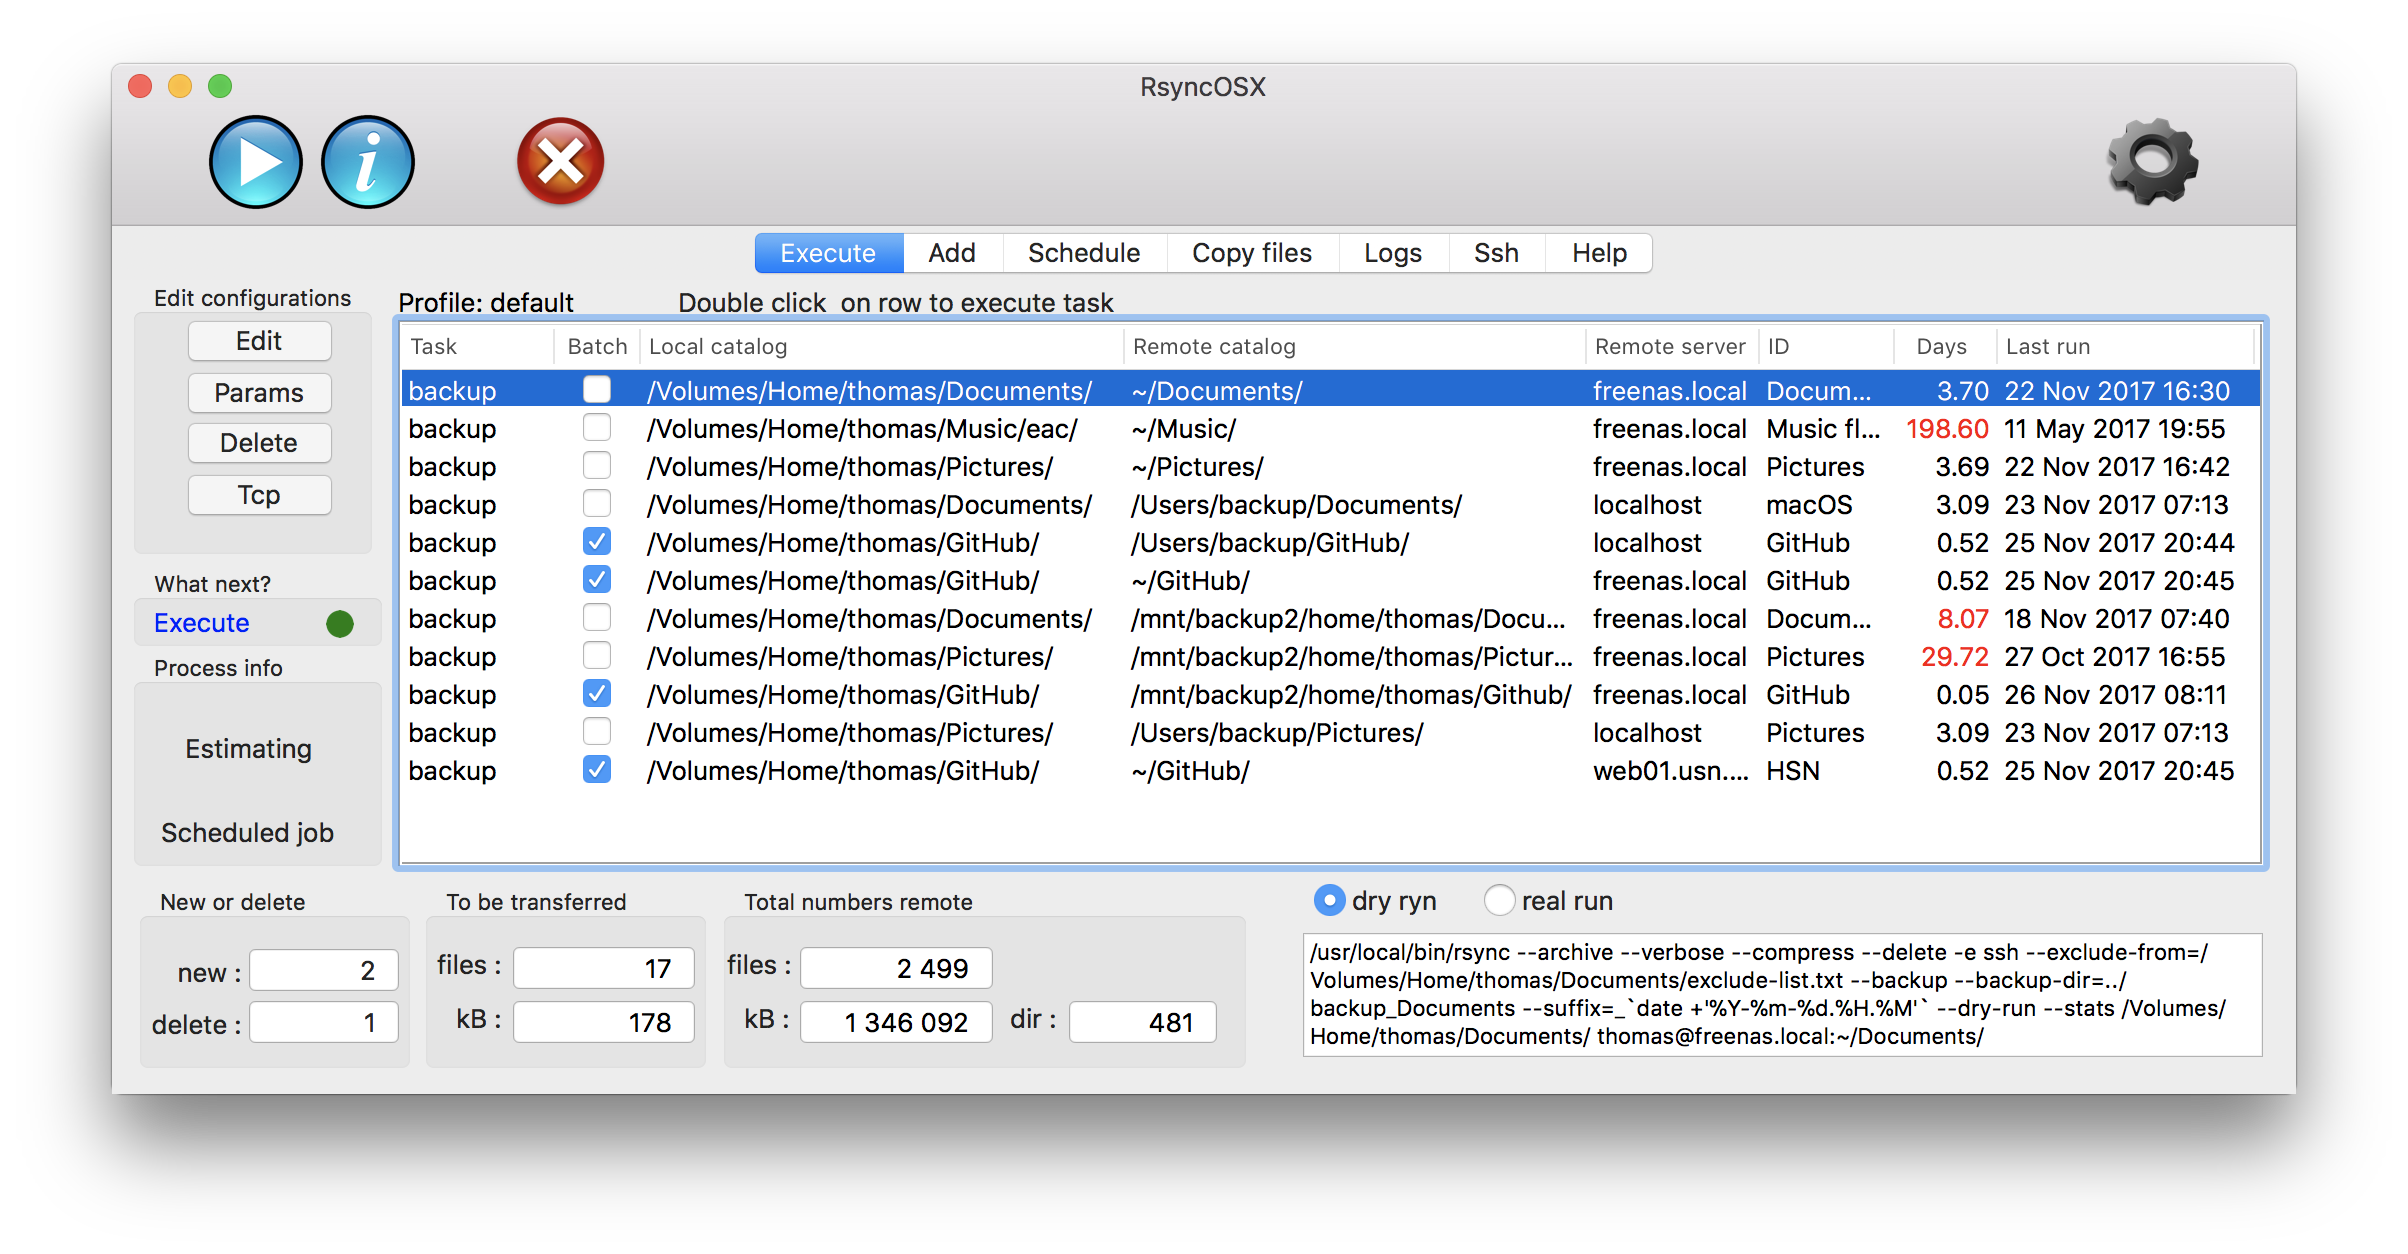 RsyncOSX
Execute Add Schedule Copy files Logs Ssh Help
Edit configurations
Edit
Params
Delete
Tcp
What next?
Execute
Process info
Estimating
Scheduled job
Profile: default Double click on row to execute task
Task Batch Local catalog Remote catalog Remote server ID Days Last run
backup /Volumes/Home/thomas/Documents/ ~/Documents/ freenas.local Docum... 3.70 22 Nov 2017 16:30
backup /Volumes/Home/thomas/Music/eac/ ~/Music/ freenas.local Music fl... 198.60 11 May 2017 19:55
backup /Volumes/Home/thomas/Pictures/ ~/Pictures/ freenas.local Pictures 3.69 22 Nov 2017 16:42
backup /Volumes/Home/thomas/Documents/ /Users/backup/Documents/ localhost macOS 3.09 23 Nov 2017 07:13
backup /Volumes/Home/thomas/GitHub/ /Users/backup/GitHub/ localhost GitHub 0.52 25 Nov 2017 20:44
backup /Volumes/Home/thomas/GitHub/ ~/GitHub/ freenas.local GitHub 0.52 25 Nov 2017 20:45
backup /Volumes/Home/thomas/Documents/ /mnt/backup2/home/thomas/Docu... freenas.local Docum... 8.07 18 Nov 2017 07:40
backup /Volumes/Home/thomas/Pictures/ /mnt/backup2/home/thomas/Pictur... freenas.local Pictures 29.72 27 Oct 2017 16:55
backup /Volumes/Home/thomas/GitHub/ /mnt/backup2/home/thomas/Github/ freenas.local GitHub 0.05 26 Nov 2017 08:11
backup /Volumes/Home/thomas/Pictures/ /Users/backup/Pictures/ localhost Pictures 3.09 23 Nov 2017 07:13
backup /Volumes/Home/thomas/GitHub/ ~/GitHub/ web01.usn.... HSN 0.52 25 Nov 2017 20:45
New or delete
new : 2
delete : 1
To be transferred
files : 17
kB : 178
Total numbers remote
files : 2 499
kB : 1 346 092 dir : 481
dry ryn real run
/usr/local/bin/rsync --archive --verbose --compress --delete -e ssh --exclude-from=/
Volumes/Home/thomas/Documents/exclude-list.txt --backup --backup-dir=../
backup_Documents --suffix=_`date +'%Y-%m-%d.%H.%M'` --dry-run --stats /Volumes/
Home/thomas/Documents/ thomas@freenas.local:~/Documents/